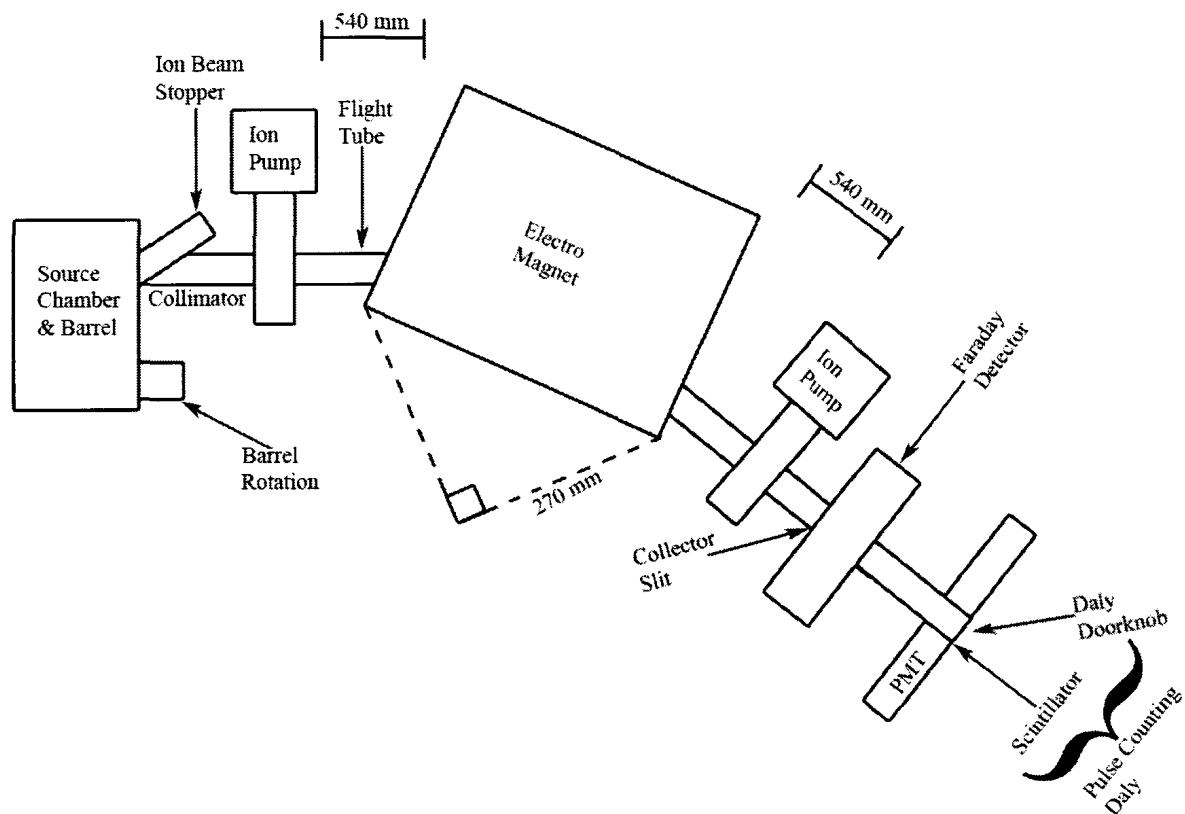 540 mm
Ion Beam
Stopper
Ion
Pump
Flight
Tube
540 mm
Electro
Magnet
Source
Chamber
& Barrel
Collimator
Ion
Pump
Faraday
Detector
Barrel
Rotation
270 mm
Collector
Slit
Daly
Doorknob
PMT
Scintillator
Pulse Counting
Daly